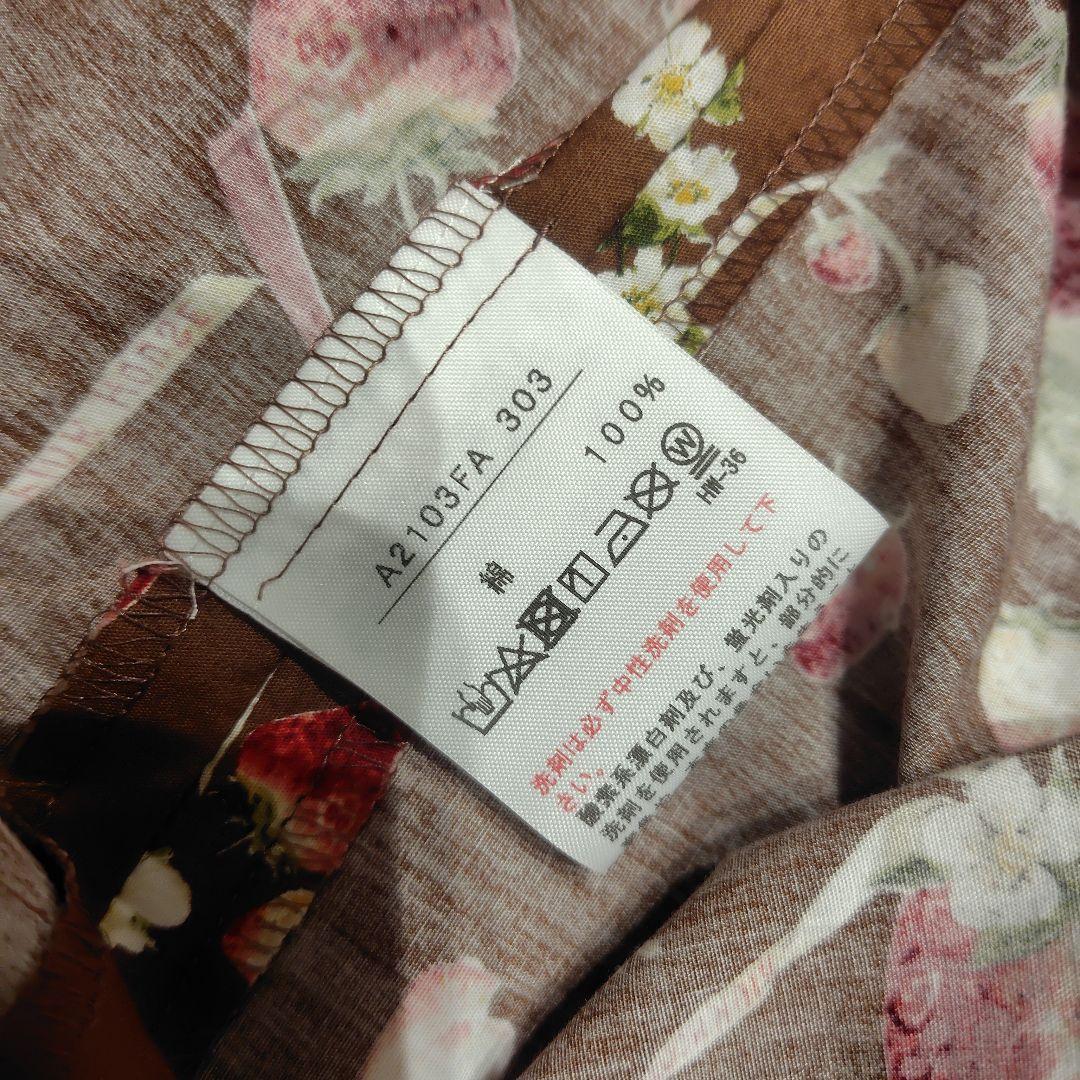 A2103FA 303
綿 100%
W
HW-36
洗剤は必ず中性洗剤を使用して下
さい。
酸素系漂白剤及び、蛍光剤入りの
洗剤を使用されますと、部分的に